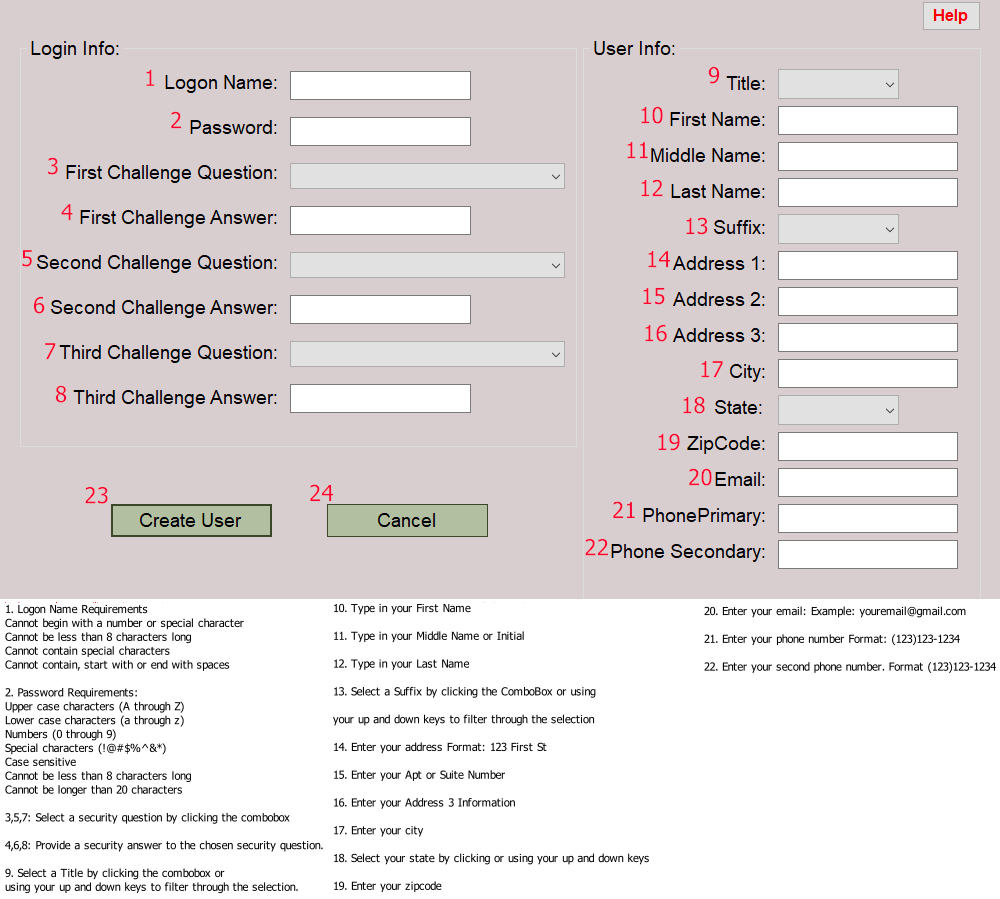 Help
Login Info:
1 Logon Name:
2 Password:
3 First Challenge Question:
4 First Challenge Answer:
5 Second Challenge Question:
6 Second Challenge Answer:
7 Third Challenge Question:
8 Third Challenge Answer:
23
Create User
24
Cancel
User Info:
9 Title:
10 First Name:
11 Middle Name:
12 Last Name:
13 Suffix:
14 Address 1:
15 Address 2:
16 Address 3:
17 City:
18 State:
19 ZipCode:
20 Email:
21 PhonePrimary:
22 Phone Secondary:
1. Logon Name Requirements
Cannot begin with a number or special character
Cannot be less than 8 characters long
Cannot contain special characters
Cannot contain, start with or end with spaces
2. Password Requirements:
Upper case characters (A through Z)
Lower case characters (a through z)
Numbers (0 through 9)
Special characters (!@#$%^&*)
Case sensitive
Cannot be less than 8 characters long
Cannot be longer than 20 characters
3,5,7: Select a security question by clicking the combobox
4,6,8: Provide a security answer to the chosen security question.
9. Select a Title by clicking the combobox or
using your up and down keys to filter through the selection.
10. Type in your First Name
11. Type in your Middle Name or Initial
12. Type in your Last Name
13. Select a Suffix by clicking the ComboBox or using
your up and down keys to filter through the selection
14. Enter your address Format: 123 First St
15. Enter your Apt or Suite Number
16. Enter your Address 3 Information
17. Enter your city
18. Select your state by clicking or using your up and down keys
19. Enter your zipcode
20. Enter your email: Example: youremail@gmail.com
21. Enter your phone number Format: (123)123-1234
22. Enter your second phone number. Format (123)123-1234